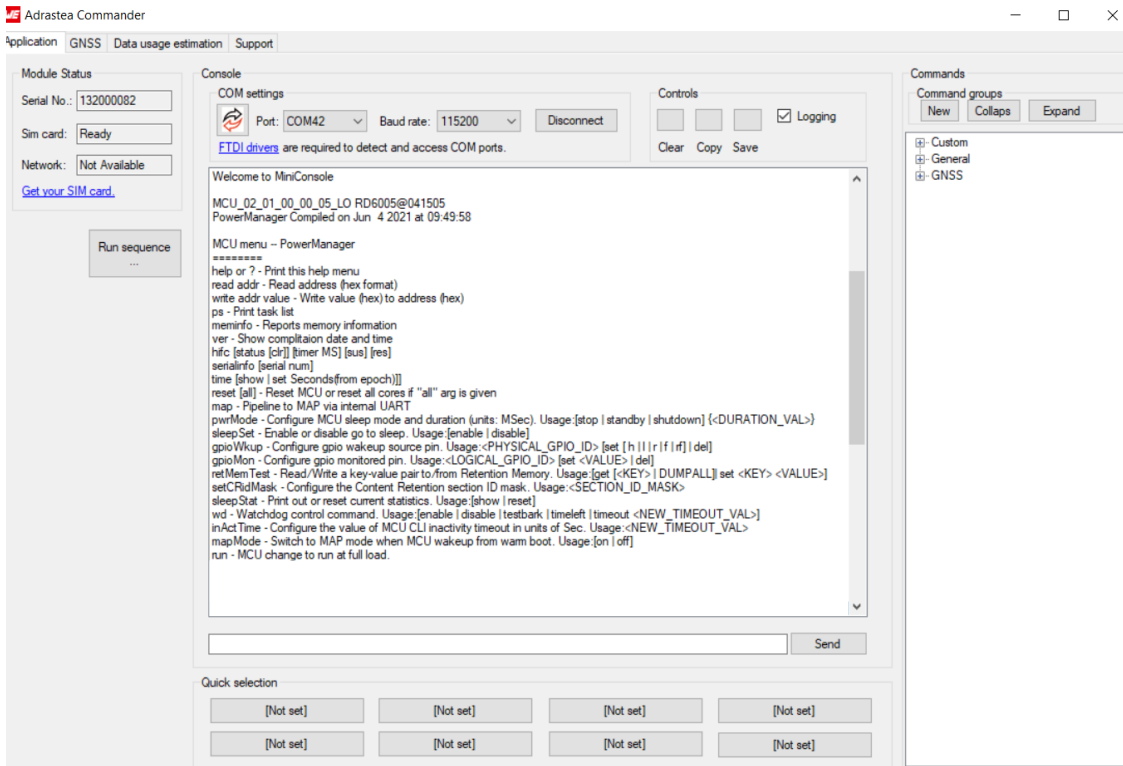 Adrastea Commander
Application GNSS Data usage estimation Support
Module Status
Serial No.: 132000082
Sim card: Ready
Network: Not Available
Get your SIM card.
Run sequence
...
Console
COM settings
Port: COM42 Baud rate: 115200 Disconnect
FTDI drivers are required to detect and access COM ports.
Controls
Logging
Clear Copy Save
Welcome to MiniConsole
MCU_02_01_00_00_05_LO RD6005@041505
PowerManager Compiled on Jun 4 2021 at 09:49:58
MCU menu -- PowerManager
========
help or ? - Print this help menu
read addr - Read address (hex format)
write addr value - Write value (hex) to address (hex)
ps - Print task list
meminfo - Reports memory information
ver - Show complitaion date and time
hifc [status [clr]] [timer MS] [sus] [res]
serialinfo [serial num]
time [show | set Seconds(from epoch)]]
reset [all] - Reset MCU or reset all cores if "all" arg is given
map - Pipeline to MAP via internal UART
pwrMode - Configure MCU sleep mode and duration (units: MSec). Usage:[stop | standby | shutdown] {<DURATION_VAL>}
sleepSet - Enable or disable go to sleep. Usage:[enable | disable]
gpioWkup - Configure gpio wakeup source pin. Usage:<PHYSICAL_GPIO_ID> [set [ h | l | r | f | rf] | del]
gpioMon - Configure gpio monitored pin. Usage:<LOGICAL_GPIO_ID> [set <VALUE> | del]
retMemTest - Read/Write a key-value pair to/from Retention Memory. Usage:[get [<KEY> | DUMPALL]| set <KEY> <VALUE>]
setCRidMask - Configure the Content Retention section ID mask. Usage:<SECTION_ID_MASK>
sleepStat - Print out or reset current statistics. Usage:[show | reset]
wd - Watchdog control command. Usage:[enable | disable | testbark | timeleft | timeout <NEW_TIMEOUT_VAL>]
inActTime - Configure the value of MCU CLI inactivity timeout in units of Sec. Usage:<NEW_TIMEOUT_VAL>
mapMode - Switch to MAP mode when MCU wakeup from warm boot. Usage:[on | off]
run - MCU change to run at full load.
Send
Quick selection
[Not set] [Not set] [Not set] [Not set]
[Not set] [Not set] [Not set] [Not set]
Commands
Command groups
New Collaps Expand
Custom
General
GNSS